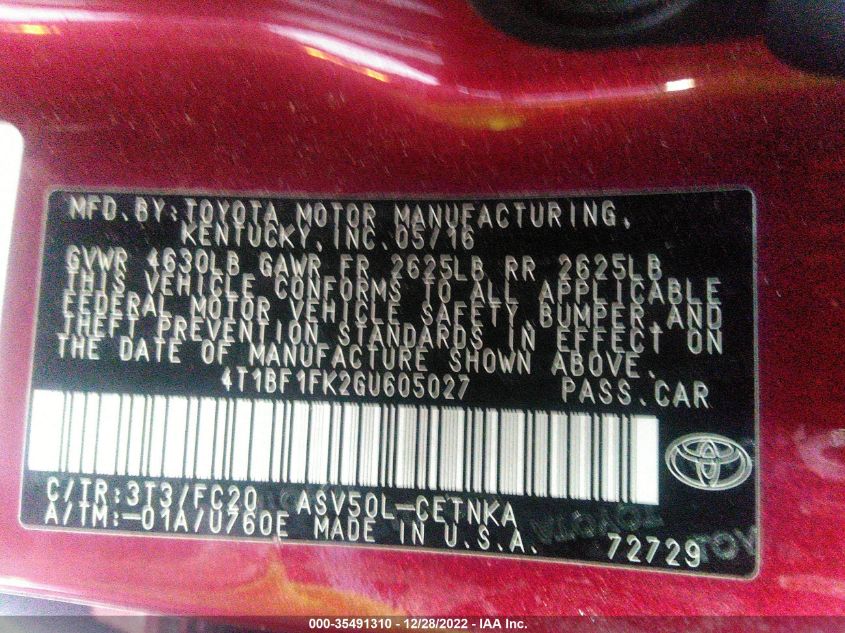 MFD. BY: TOYOTA MOTOR MANUFACTURING,
KENTUCKY, INC. 05/16
GVWR 4630LB GAWR FR 2625LB RR 2625LB
THIS VEHICLE CONFORMS TO ALL APPLICABLE
FEDERAL MOTOR VEHICLE SAFETY, BUMPER, AND
THEFT PREVENTION STANDARDS IN EFFECT ON
THE DATE OF MANUFACTURE SHOWN ABOVE.
4T1BF1FK2GU605027 PASS. CAR
C/TR: 3T3/FC20 ASV50L-CETNKA
A/TM: -01A/U760E MADE IN U.S.A. 72729
TOYOTA
TOYOTA
TOY
000-35491310 - 12/28/2022 - IAA Inc.